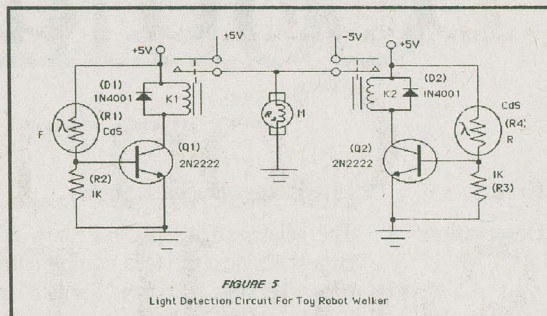 +5V
+5V
-5V
+5V
(D1)
1N4001
K1
K2
(D2)
1N4001
(R1)
CdS
λ
F
CdS
(R4)
λ
R
M
(Q1)
2N2222
(Q2)
2N2222
(R2)
1K
1K
(R3)
FIGURE 5
Light Detection Circuit For Toy Robot Walker